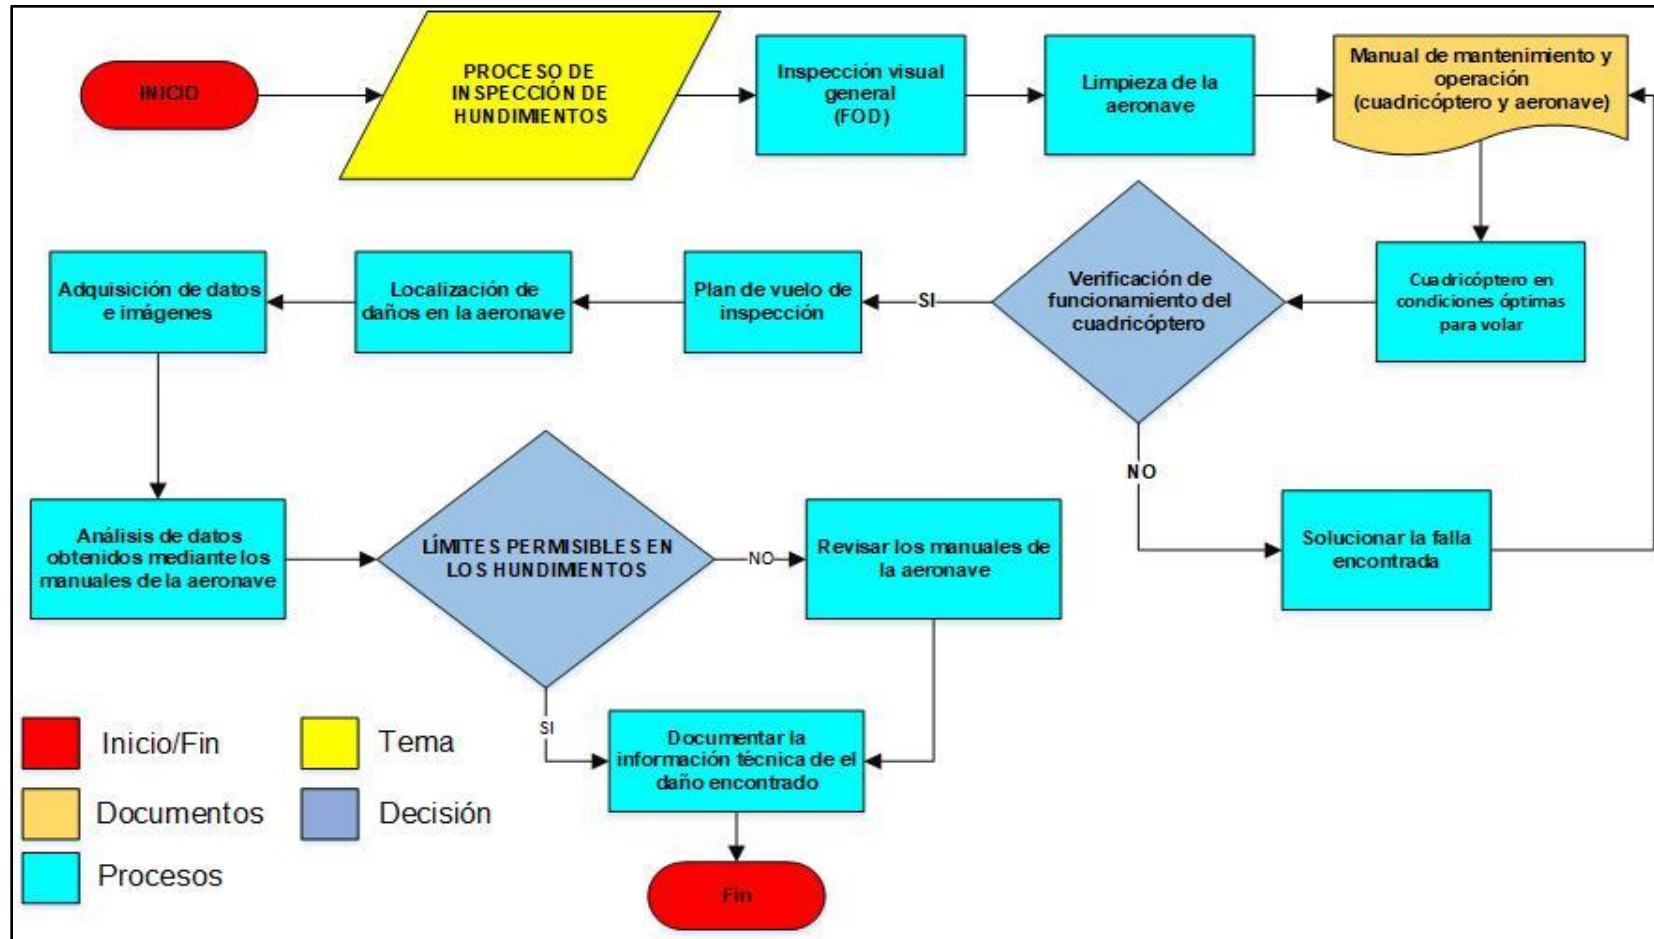 INICIO
PROCESO DE
INSPECCIÓN DE
HUNDIMIENTOS
Inspección visual
general
(FOD)
Limpieza de la
aeronave
Manual de mantenimiento y
operación
(cuadricóptero y aeronave)
Adquisición de datos
e imágenes
Localización de
daños en la aeronave
Plan de vuelo de
inspección
SI
Verificación de
funcionamiento del
cuadricóptero
Cuadricóptero en
condiciones óptimas
para volar
NO
Análisis de datos
obtenidos mediante los
manuales de la aeronave
LÍMITES PERMISIBLES EN
LOS HUNDIMIENTOS
NO
Revisar los manuales de
la aeronave
Solucionar la falla
encontrada
SI
Documentar la
información técnica de el
daño encontrado
Fin
Inicio/Fin
Tema
Documentos
Decisión
Procesos